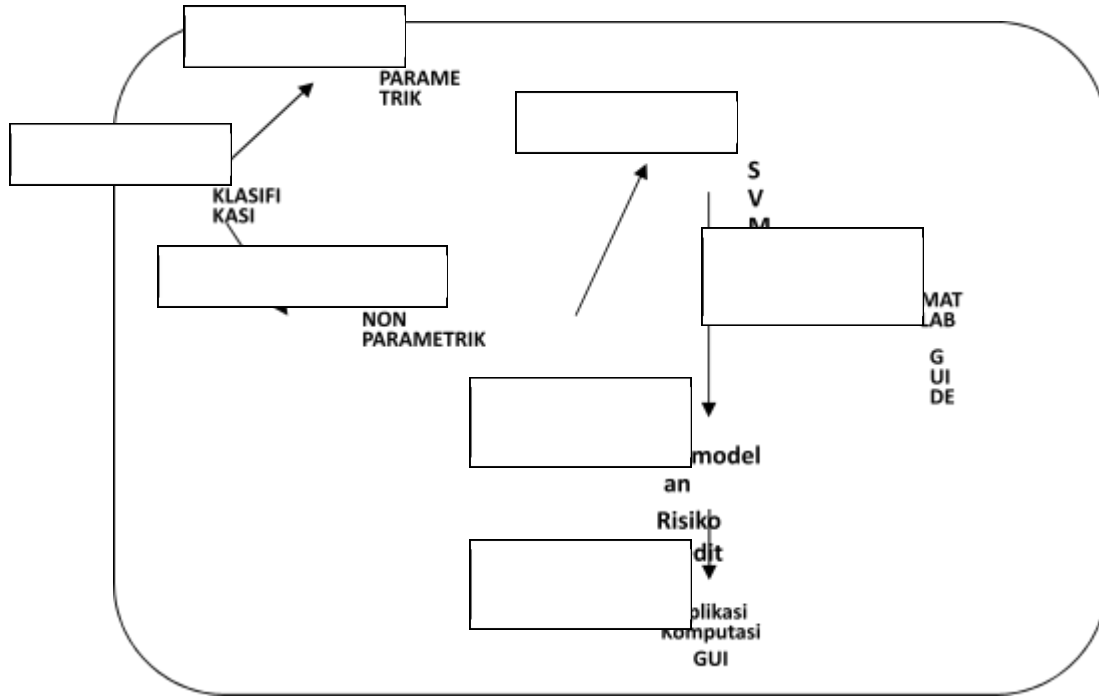 PARAME
TRIK
KLASIFI
KASI
NON
PARAMETRIK
S
V
M
MAT
LAB
G
UI
DE
model
an
Risiko
dit
plikasi
Komputasi
GUI